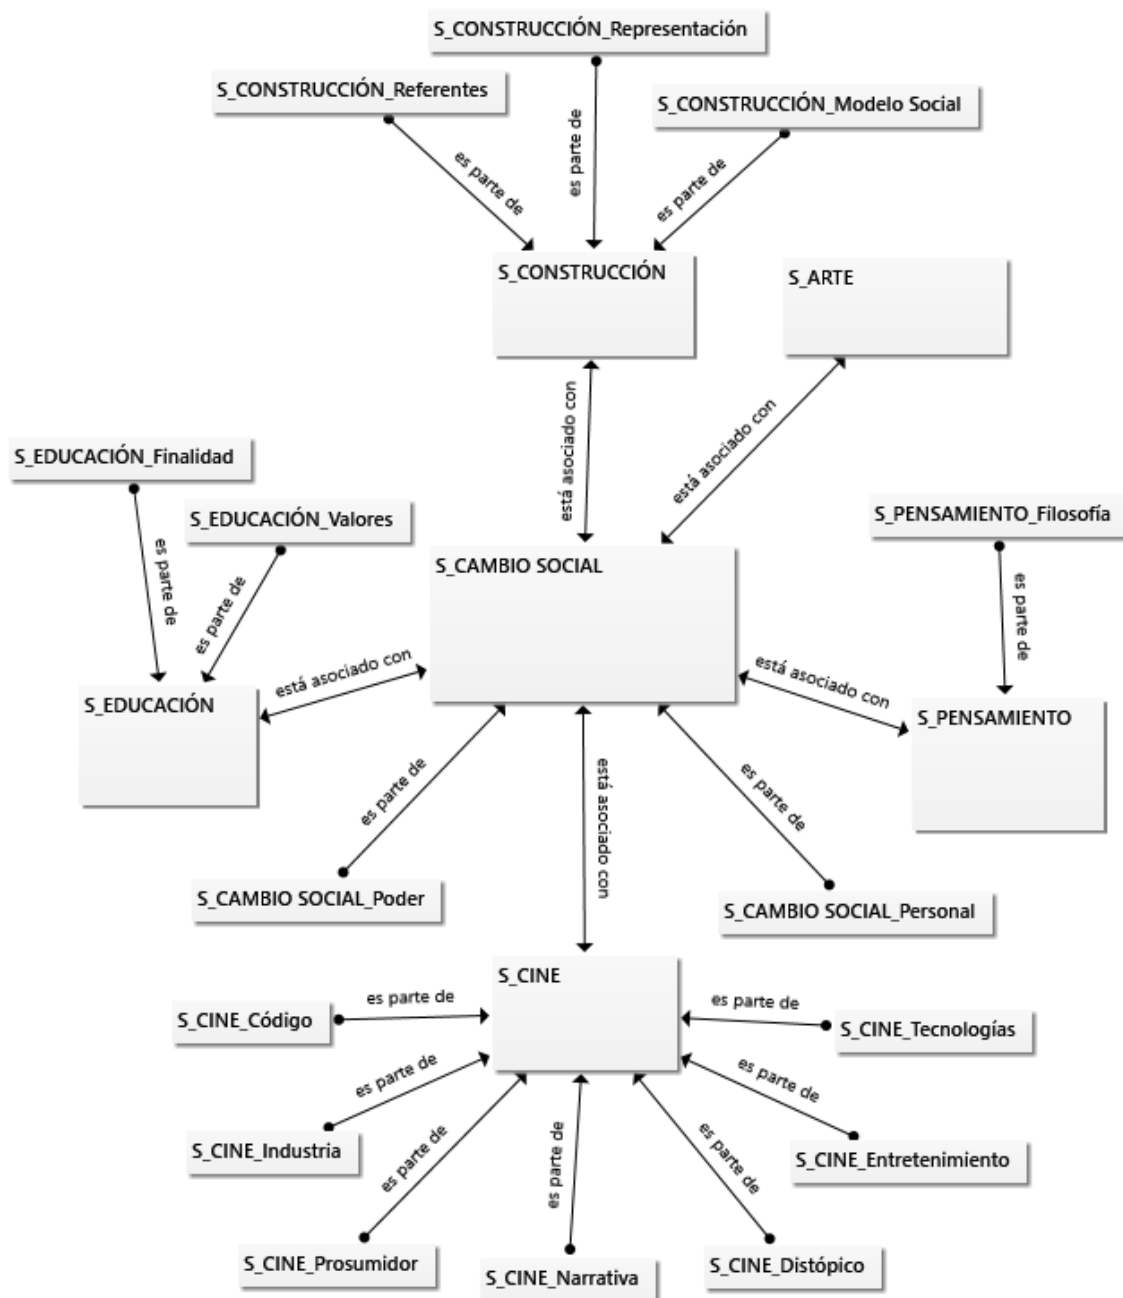 S_CONSTRUCCIÓN_Representación
S_CONSTRUCCIÓN_Referentes
S_CONSTRUCCIÓN_Modelo Social
es parte de
es parte de
es parte de
S_CONSTRUCCIÓN
S_ARTE
está asociado con
está asociado con
S_EDUCACIÓN_Finalidad
S_EDUCACIÓN_Valores
S_PENSAMIENTO_Filosofía
es parte de
es parte de
es parte de
S_CAMBIO SOCIAL
está asociado con
está asociado con
S_EDUCACIÓN
S_PENSAMIENTO
es parte de
está asociado con
es parte de
S_CAMBIO SOCIAL_Poder
S_CAMBIO SOCIAL_Personal
S_CINE
es parte de
es parte de
S_CINE_Código
S_CINE_Tecnologías
es parte de
es parte de
S_CINE_Industria
S_CINE_Entretenimiento
es parte de
es parte de
es parte de
S_CINE_Prosumidor
S_CINE_Narrativa
S_CINE_Distópico